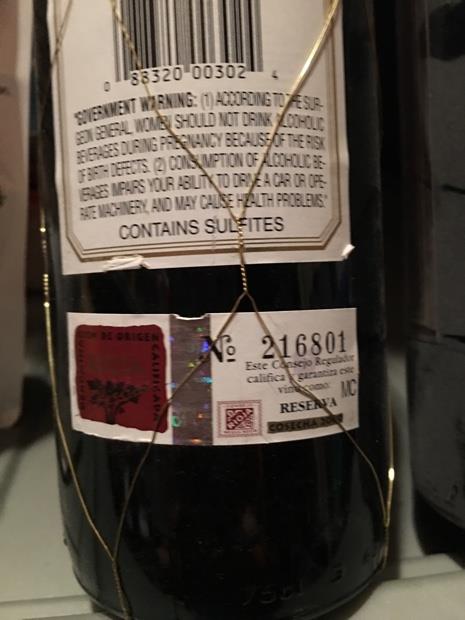 0 88320 00302 4
"GOVERNMENT WARNING: (1) ACCORDING TO THE SUR-
GEON GENERAL, WOMEN SHOULD NOT DRINK ALCOHOLIC
BEVERAGES DURING PREGNANCY BECAUSE OF THE RISK
OF BIRTH DEFECTS. (2) CONSUMPTION OF ALCOHOLIC BE-
VERAGES IMPAIRS YOUR ABILITY TO DRIVE A CAR OR OPE-
RATE MACHINERY, AND MAY CAUSE HEALTH PROBLEMS."
CONTAINS SULFITES
DE ORIGEN
CALIFICADA
Nº 216801
Este Consejo Regulador
califica y garantiza este
vino como: MC
RESERVA
RIOJA
COSECHA
75cl